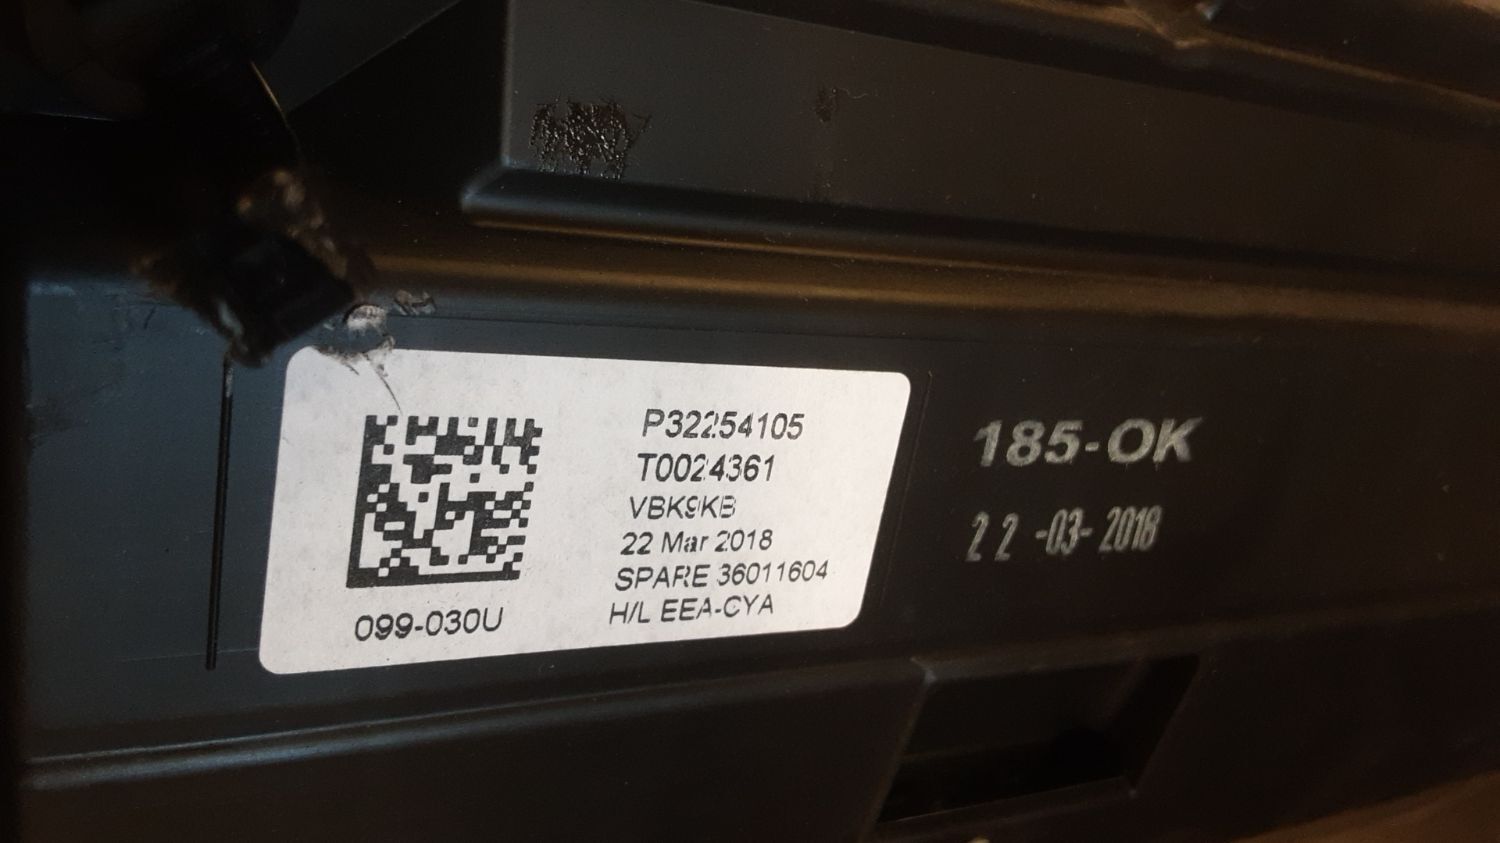 P32254105
T0024361
VBK9KB
22 Mar 2018
SPARE 36011604
H/L EEA-CYA
099-030U
185-OK
22-03-2018